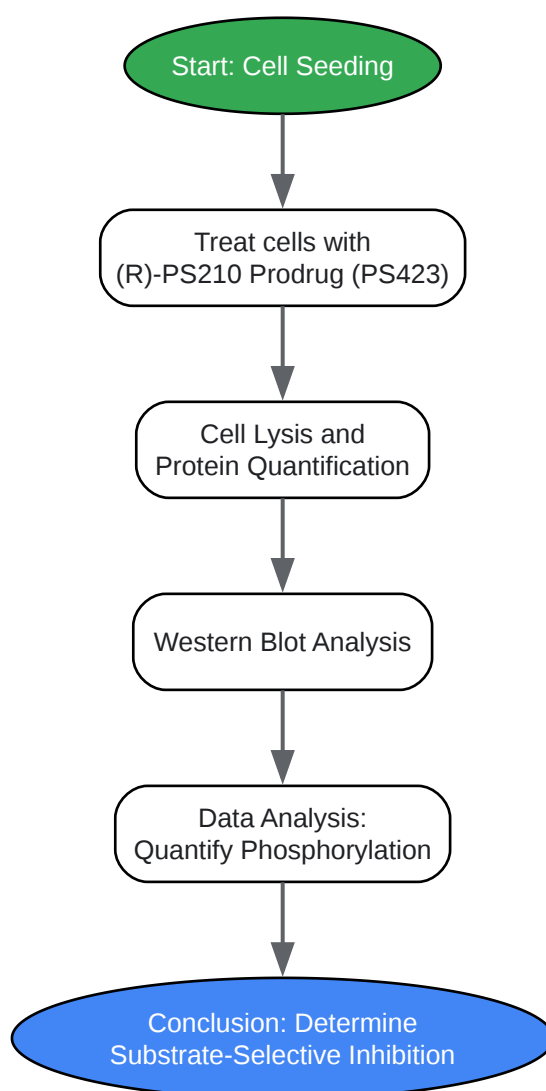 Start: Cell Seeding
Treat cells with
(R)-PS210 Prodrug (PS423)
Cell Lysis and
Protein Quantification
Western Blot Analysis
Data Analysis:
Quantify Phosphorylation
Conclusion: Determine
Substrate-Selective Inhibition